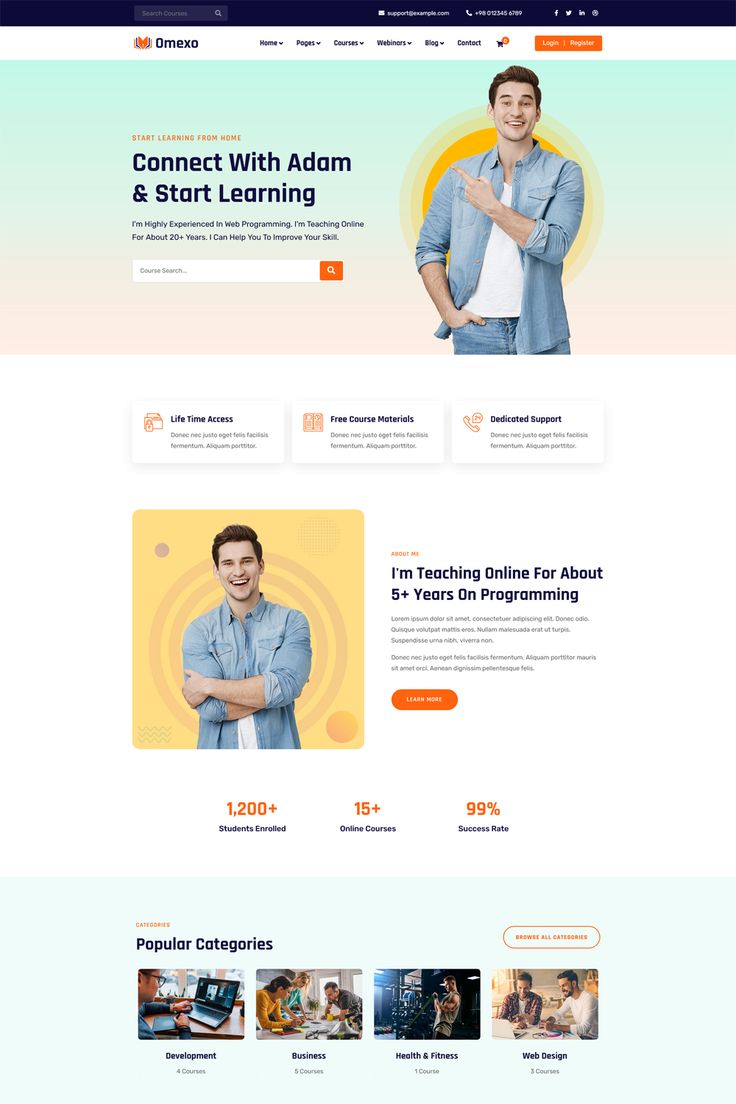 Search Courses
support@example.com
+98 012345 6789
Omexo
Home
Pages
Courses
Webinars
Blog
Contact
0
Login | Register
START LEARNING FROM HOME
Connect With Adam
& Start Learning
I'm Highly Experienced In Web Programming. I'm Teaching Online
For About 20+ Years. I Can Help You To Improve Your Skill.
Course Search...
Life Time Access
Donec nec justo eget felis facilisis
fermentum. Aliquam porttitor.
Free Course Materials
Donec nec justo eget felis facilisis
fermentum. Aliquam porttitor.
24
Dedicated Support
Donec nec justo eget felis facilisis
fermentum. Aliquam porttitor.
ABOUT ME
I'm Teaching Online For About
5+ Years On Programming
Lorem ipsum dolor sit amet, consectetuer adipiscing elit. Donec odio.
Quisque volutpat mattis eros. Nullam malesuada erat ut turpis.
Suspendisse urna nibh, viverra non.
Donec nec justo eget felis facilisis fermentum. Aliquam porttitor mauris
sit amet orci. Aenean dignissim pellentesque felis.
LEARN MORE
1,200+
Students Enrolled
15+
Online Courses
99%
Success Rate
CATEGORIES
Popular Categories
BROWSE ALL CATEGORIES
Development
4 Courses
Business
5 Courses
Health & Fitness
1 Course
Web Design
3 Courses